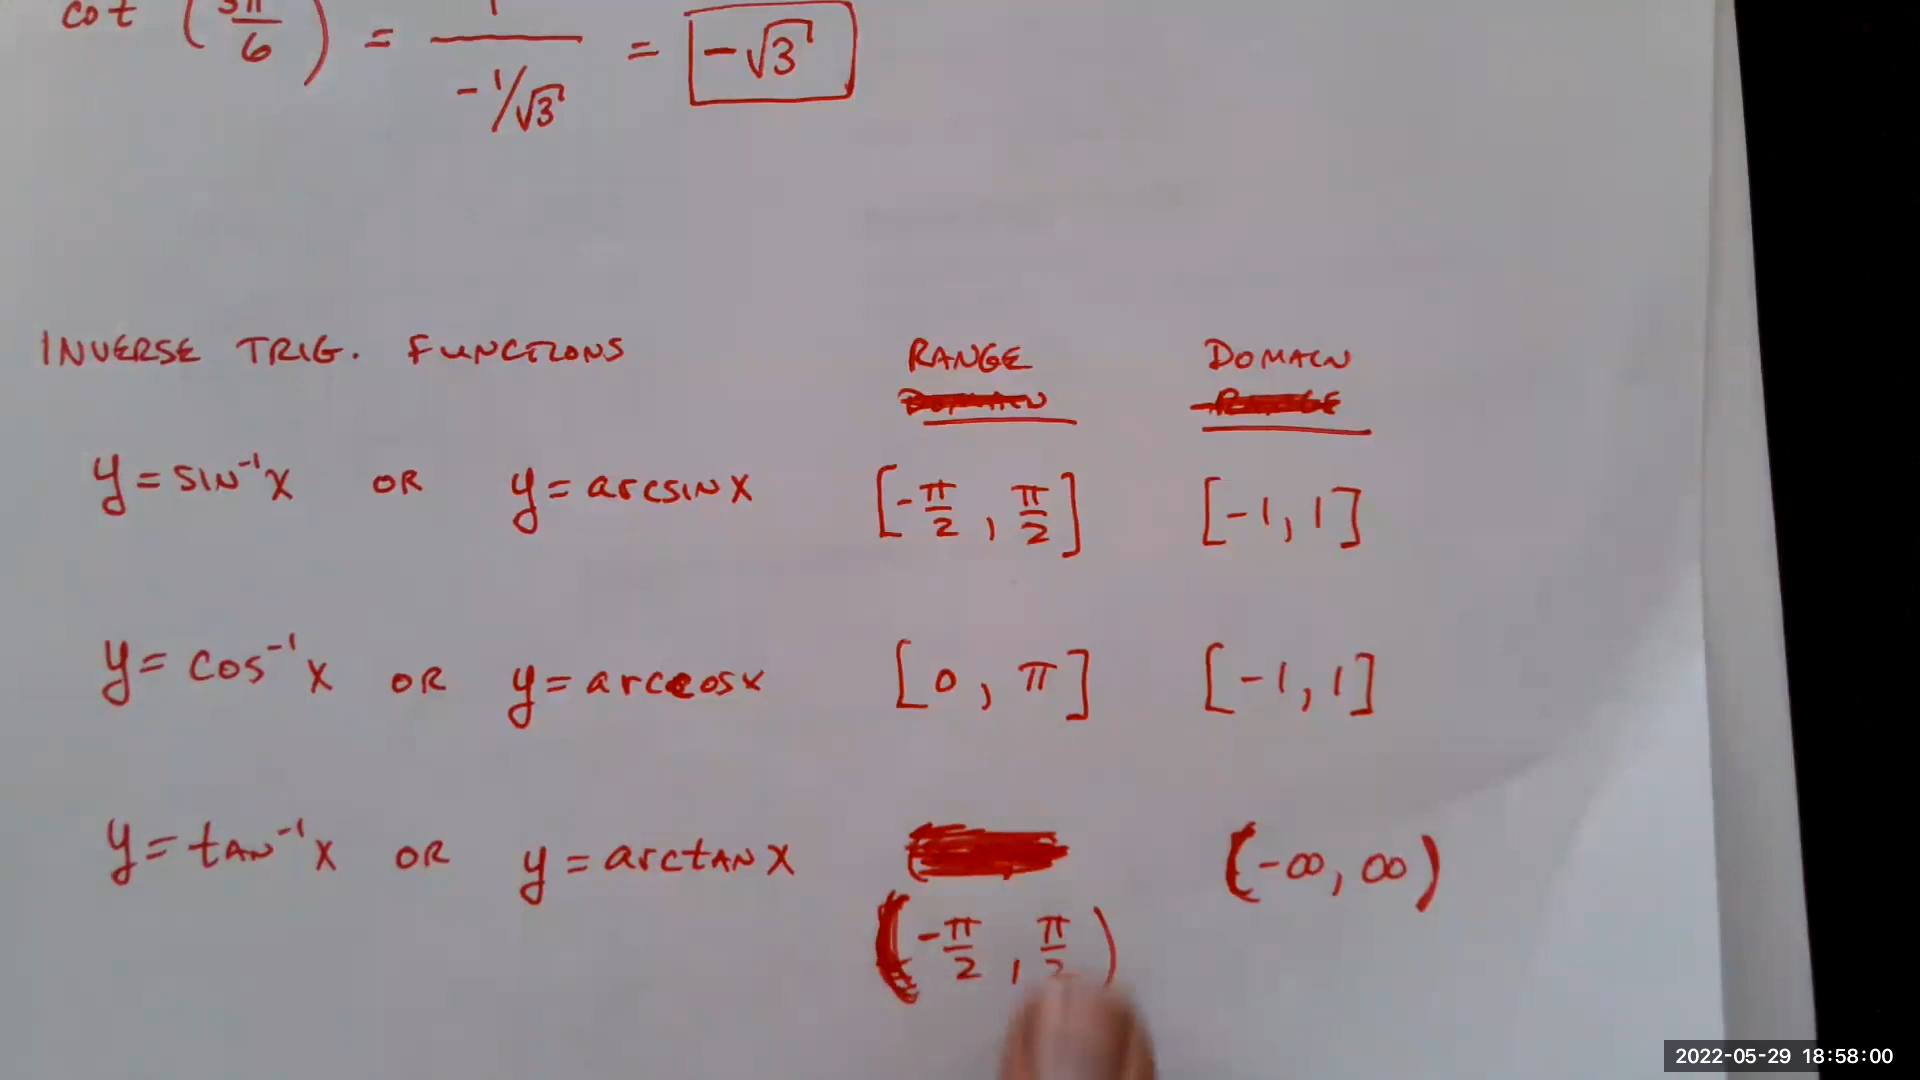 cot (5π/6) = 1/(-1/√3) = -√3
INVERSE TRIG. FUNCTIONS RANGE DOMAIN
y = sin⁻¹x OR y = arcsin x [-π/2, π/2] [-1, 1]
y = cos⁻¹x OR y = arccosx [0, π] [-1, 1]
y = tan⁻¹x OR y = arctan x (-∞, ∞)
(-π/2, π/2)
2022-05-29 18:58:00